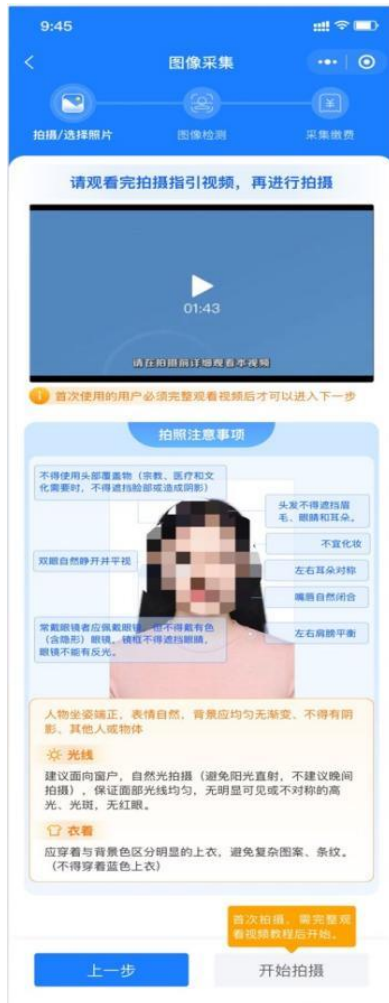 9:45
图像采集
拍摄/选择照片
图像检测
采集缴费
请观看完拍摄指引视频，再进行拍摄
01:43
请在拍摄前详细观看本视频
首次使用的用户必须完整观看视频后才可以进入下一步
拍照注意事项
不得使用头部覆盖物（宗教、医疗和文
化需要时，不得遮挡脸部或造成阴影）
头发不得遮挡眉
毛、眼睛和耳朵。
不宜化妆
双眼自然睁开并平视
左右耳朵对称
嘴唇自然闭合
常戴眼镜者应佩戴眼镜，但不得戴有色
（含隐形）眼镜，镜框不得遮挡眼睛，
眼镜不能有反光。
左右肩膀平衡
人物坐姿端正，表情自然，背景应均匀无渐变、不得有阴
影、其他人或物体
光线
建议面向窗户，自然光拍摄（避免阳光直射，不建议晚间
拍摄），保证面部光线均匀，无明显可见或不对称的高
光、光斑，无红眼。
衣着
应穿着与背景色区分明显的上衣，避免复杂图案、条纹。
（不得穿着蓝色上衣）
首次拍摄，需完整观
看视频教程后开始。
上一步
开始拍摄